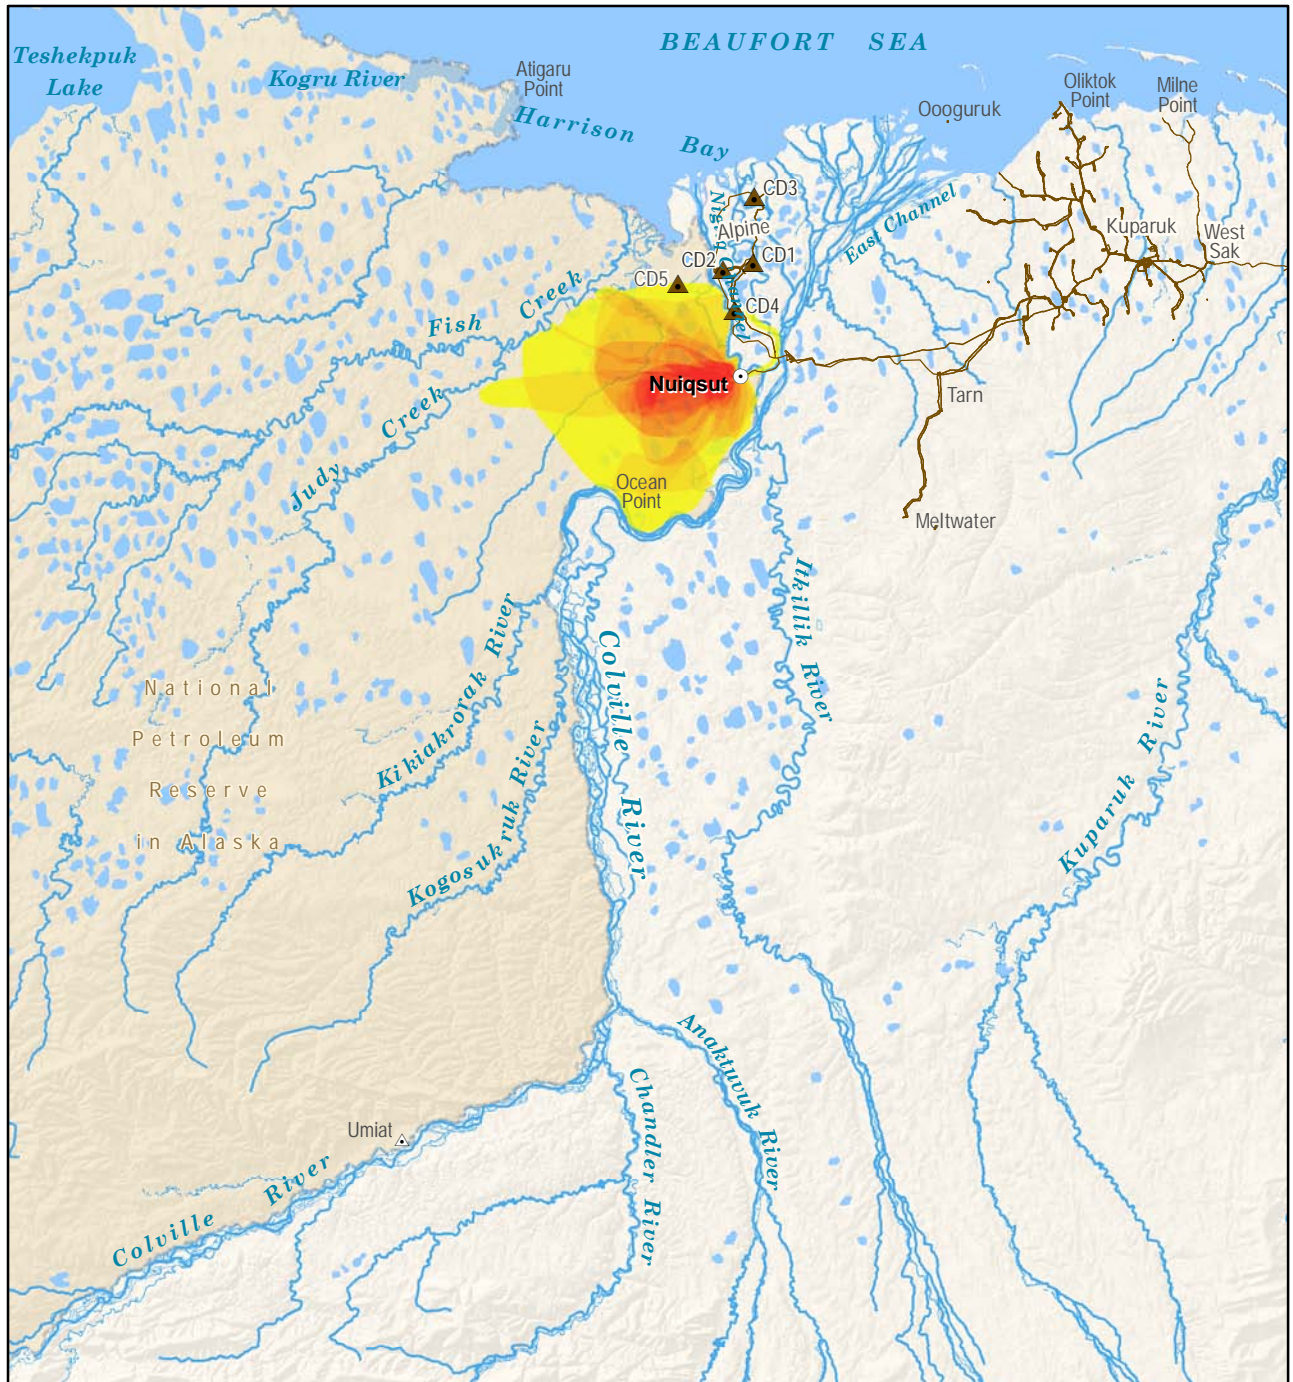 BEAUFORT SEA
Teshekpuk
Lake
Kogru River
Atigaru
Point
Harrison Bay
Oooguruk
Oliktok
Point
Milne
Point
CD3
Alpine
East Channel
Kuparuk
West
Sak
CD2
CD1
CD5
CD4
Fish Creek
Judy Creek
Nuiqsut
Tarn
Ocean
Point
Meltwater
Itkillik River
Colville River
Kikiakrorak River
Kogosukruk River
National
Petroleum
Reserve
in Alaska
Kuparuk River
Anaktuvuk River
Chandler River
Umiat
Colville River